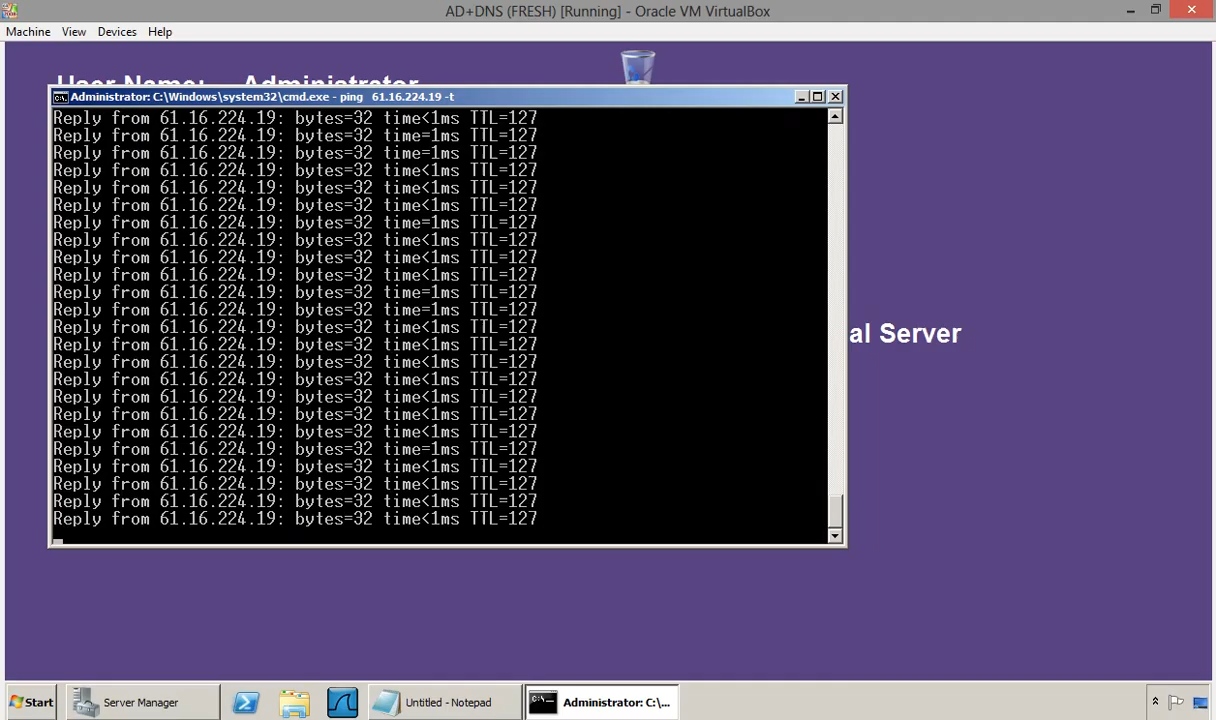 AD+DNS (FRESH) [Running] - Oracle VM VirtualBox
Machine View Devices Help
User Name: Administrator
Administrator: C:\Windows\system32\cmd.exe - ping 61.16.224.19 -t
Reply from 61.16.224.19: bytes=32 time<1ms TTL=127
Reply from 61.16.224.19: bytes=32 time=1ms TTL=127
Reply from 61.16.224.19: bytes=32 time=1ms TTL=127
Reply from 61.16.224.19: bytes=32 time<1ms TTL=127
Reply from 61.16.224.19: bytes=32 time<1ms TTL=127
Reply from 61.16.224.19: bytes=32 time<1ms TTL=127
Reply from 61.16.224.19: bytes=32 time=1ms TTL=127
Reply from 61.16.224.19: bytes=32 time<1ms TTL=127
Reply from 61.16.224.19: bytes=32 time<1ms TTL=127
Reply from 61.16.224.19: bytes=32 time<1ms TTL=127
Reply from 61.16.224.19: bytes=32 time=1ms TTL=127
Reply from 61.16.224.19: bytes=32 time=1ms TTL=127
Reply from 61.16.224.19: bytes=32 time<1ms TTL=127
Reply from 61.16.224.19: bytes=32 time<1ms TTL=127
Reply from 61.16.224.19: bytes=32 time<1ms TTL=127
Reply from 61.16.224.19: bytes=32 time<1ms TTL=127
Reply from 61.16.224.19: bytes=32 time<1ms TTL=127
Reply from 61.16.224.19: bytes=32 time<1ms TTL=127
Reply from 61.16.224.19: bytes=32 time<1ms TTL=127
Reply from 61.16.224.19: bytes=32 time=1ms TTL=127
Reply from 61.16.224.19: bytes=32 time<1ms TTL=127
Reply from 61.16.224.19: bytes=32 time<1ms TTL=127
Reply from 61.16.224.19: bytes=32 time<1ms TTL=127
Reply from 61.16.224.19: bytes=32 time<1ms TTL=127
al Server
Start Server Manager Untitled - Notepad Administrator: C:\...